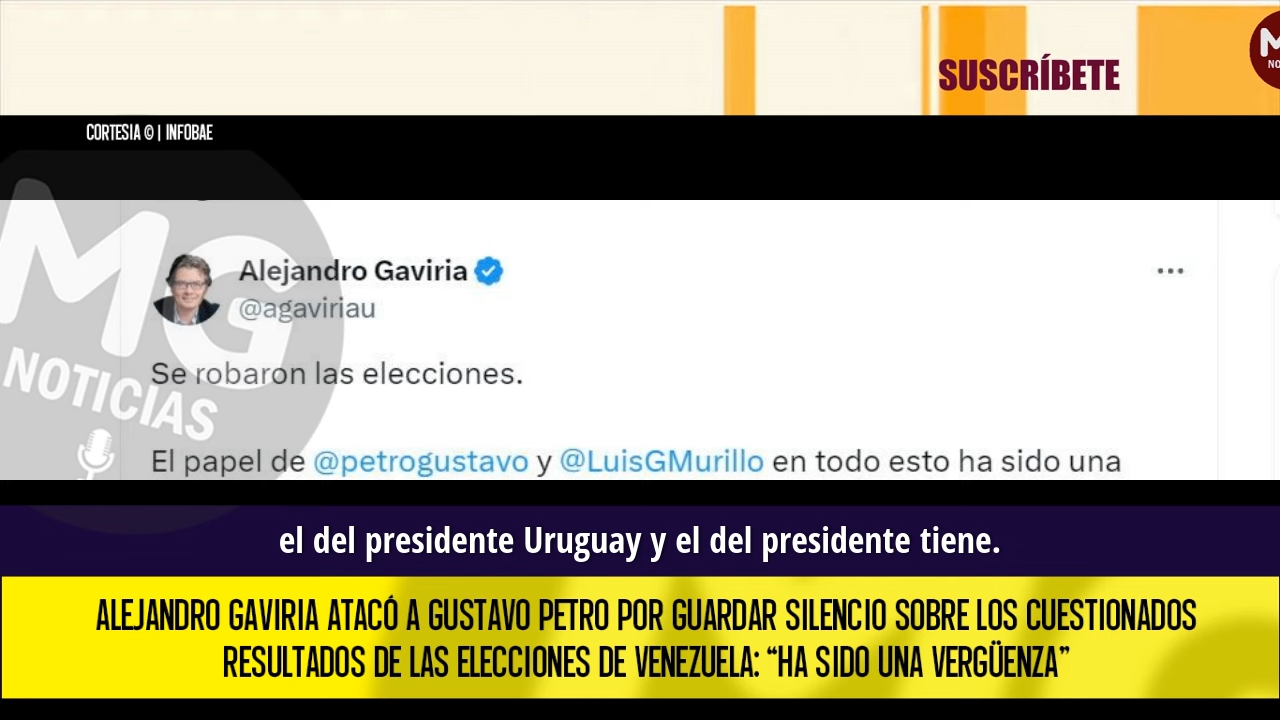 SUSCRÍBETE
CORTESIA © | INFOBAE
MG
NOTICIAS
Alejandro Gaviria
@agaviriau
Se robaron las elecciones.
El papel de @petrogustavo y @LuisGMurillo en todo esto ha sido una
el del presidente Uruguay y el del presidente tiene.
ALEJANDRO GAVIRIA ATACÓ A GUSTAVO PETRO POR GUARDAR SILENCIO SOBRE LOS CUESTIONADOS
RESULTADOS DE LAS ELECCIONES DE VENEZUELA: “HA SIDO UNA VERGÜENZA”